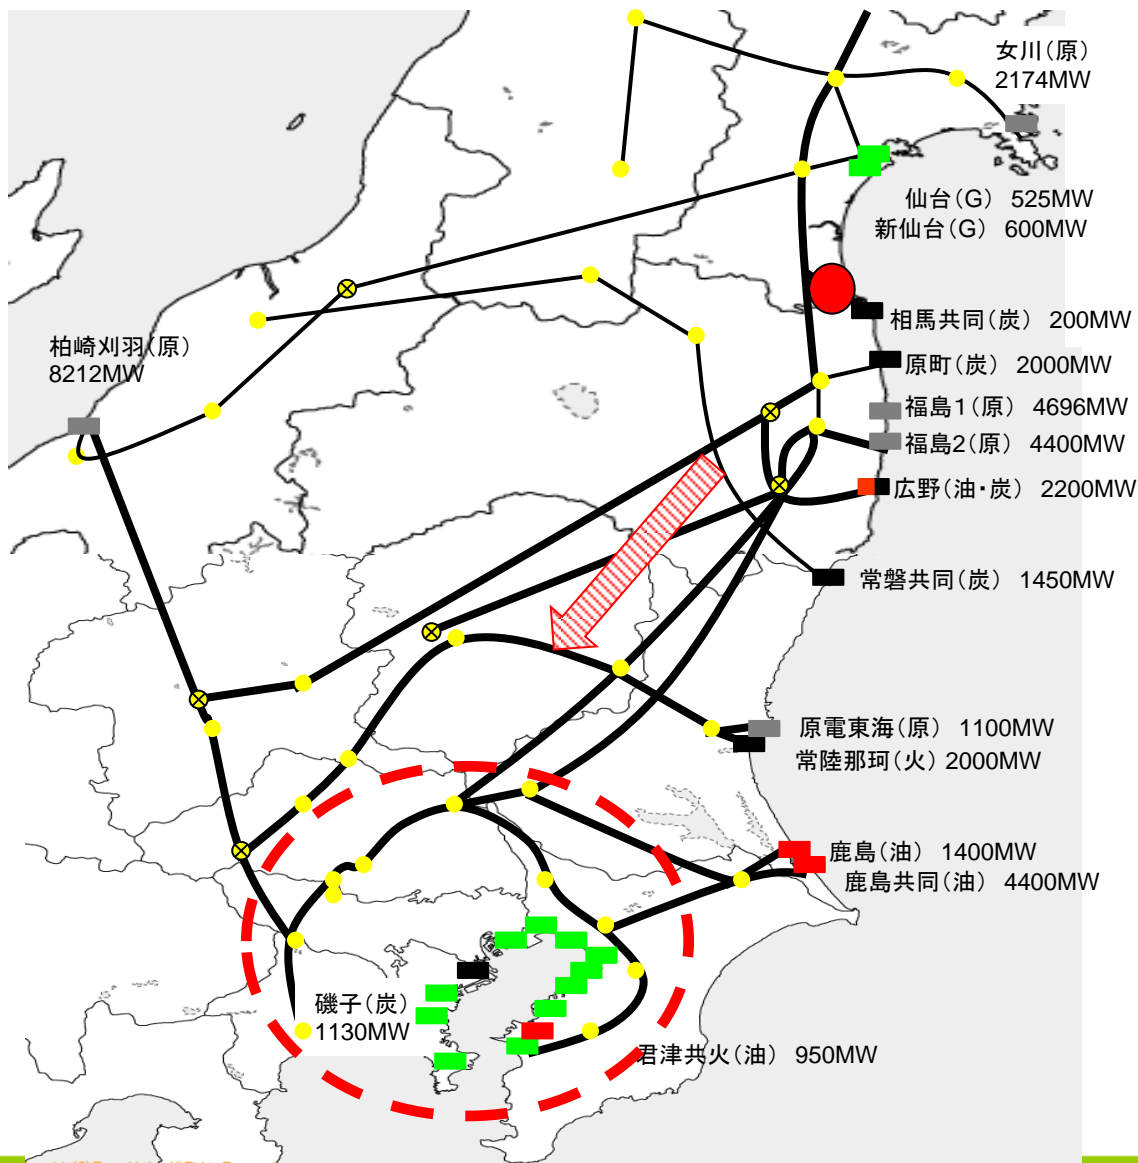 女川(原)
2174MW
仙台(G) 525MW
新仙台(G) 600MW
相馬共同(炭) 200MW
柏崎刈羽(原)
8212MW
原町(炭) 2000MW
福島1(原) 4696MW
福島2(原) 4400MW
広野(油・炭) 2200MW
常磐共同(炭) 1450MW
原電東海(原) 1100MW
常陸那珂(火) 2000MW
鹿島(油) 1400MW
鹿島共同(油) 4400MW
磯子(炭)
1130MW
君津共火(油) 950MW